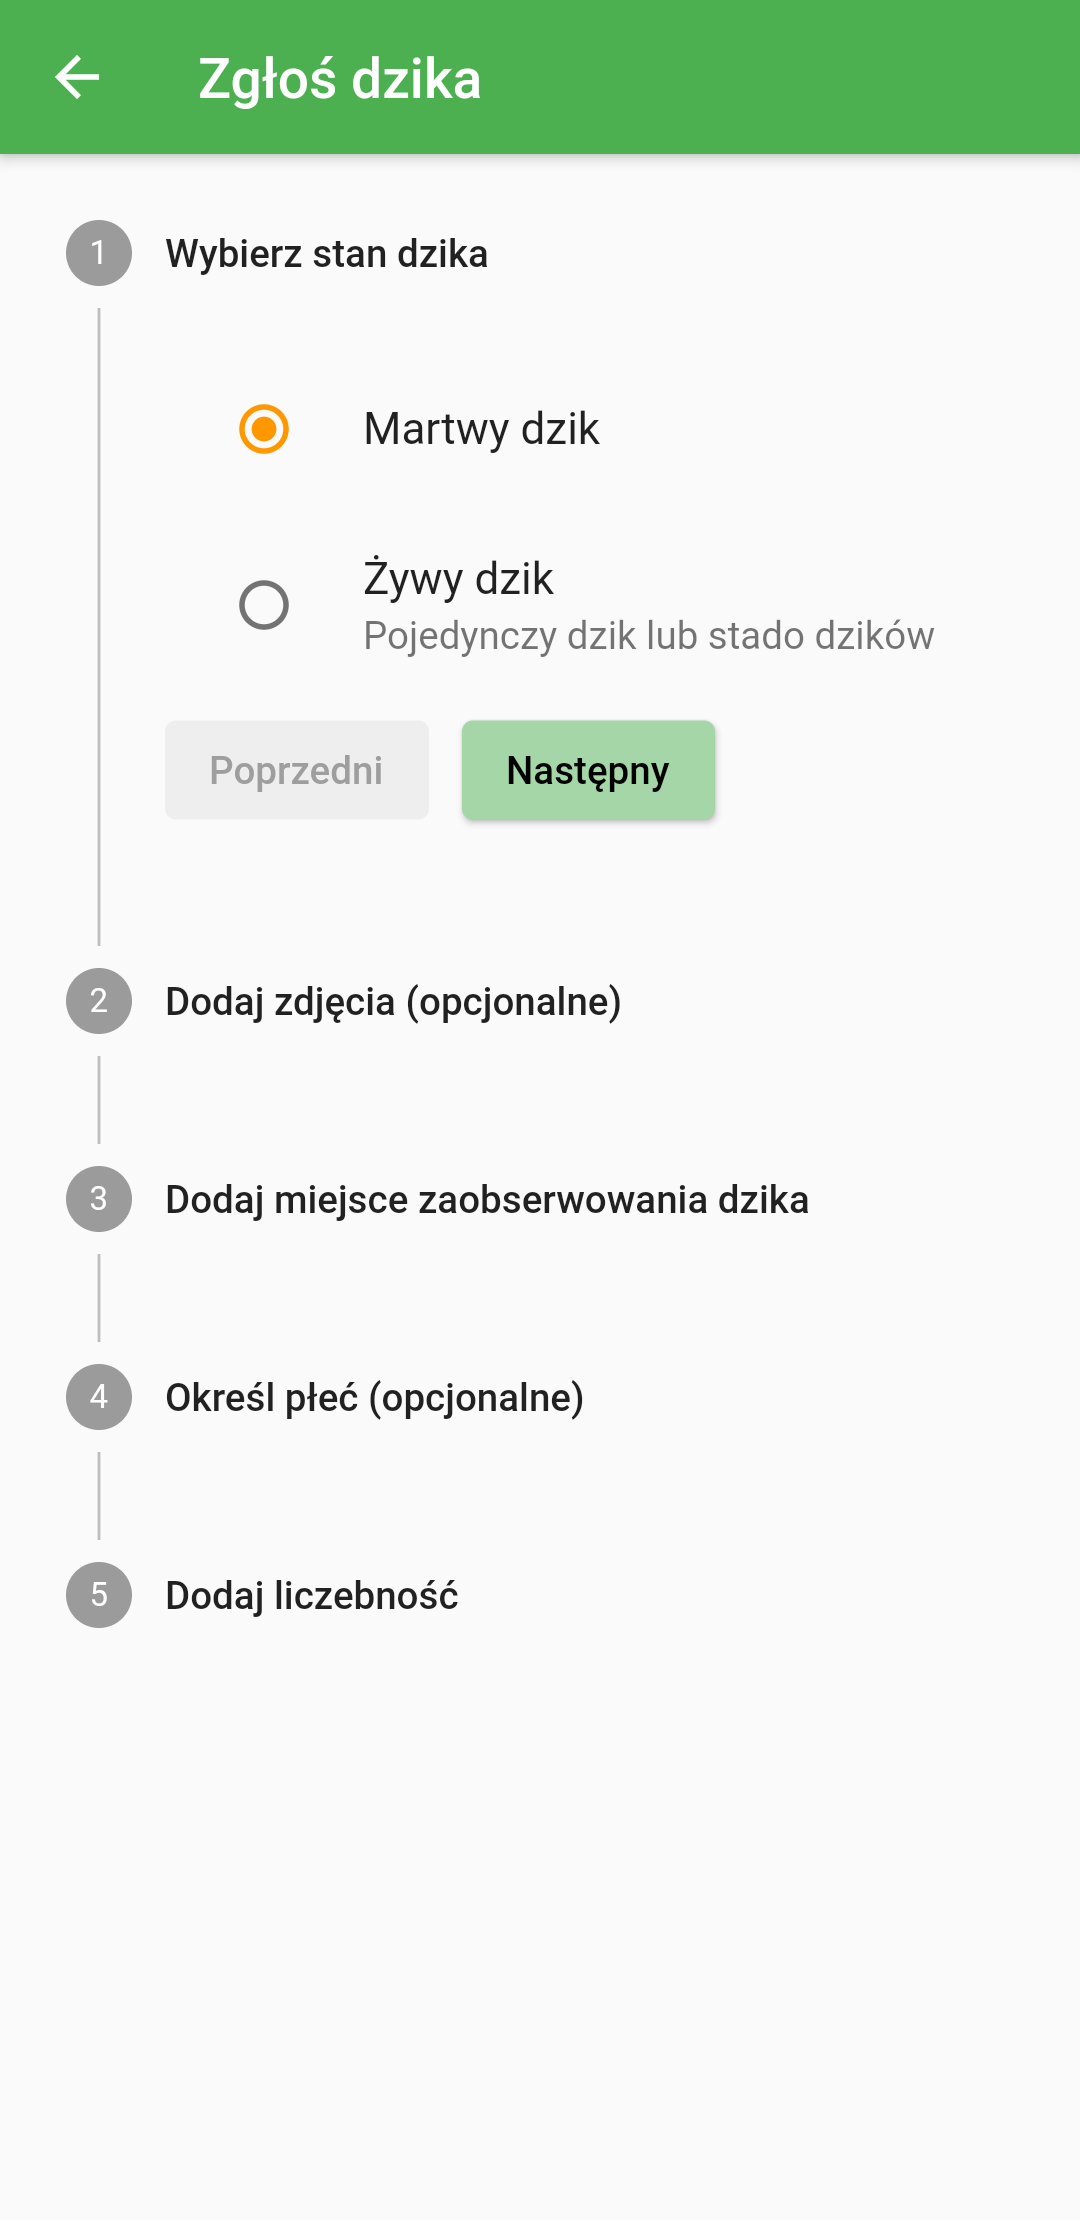 Zgłoś dzika
1 Wybierz stan dzika
Martwy dzik
Żywy dzik
Pojedynczy dzik lub stado dzików
Poprzedni Następny
2 Dodaj zdjęcia (opcjonalne)
3 Dodaj miejsce zaobserwowania dzika
4 Określ płeć (opcjonalne)
5 Dodaj liczebność